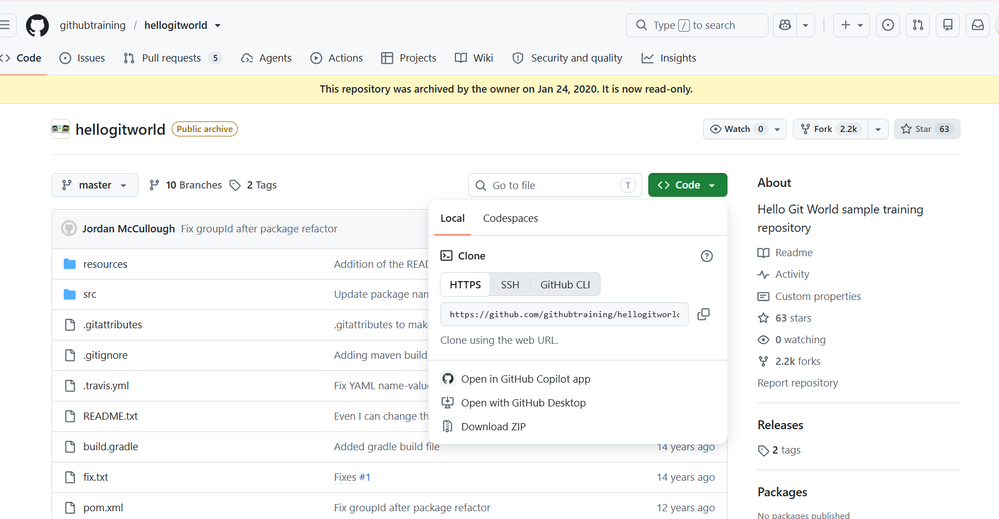 githubtraining / hellogitworld
Type / to search
Code Issues Pull requests 5 Agents Actions Projects Wiki Security and quality Insights
This repository was archived by the owner on Jan 24, 2020. It is now read-only.
hellogitworld Public archive
Watch 0 Fork 2.2k Star 63
master 10 Branches 2 Tags
Go to file T
Code
Jordan McCullough Fix groupId after package refactor
resources Addition of the READ
src Update package nam
.gitattributes .gitattributes to mak
.gitignore Adding maven build
.travis.yml Fix YAML name-valu
README.txt Even I can change th
build.gradle Added gradle build file 14 years ago
fix.txt Fixes #1 14 years ago
pom.xml Fix groupId after package refactor 12 years ago
Local Codespaces
Clone
HTTPS SSH GitHub CLI
https://github.com/githubtraining/hellogitworld
Clone using the web URL.
Open in GitHub Copilot app
Open with GitHub Desktop
Download ZIP
About
Hello Git World sample training
repository
Readme
Activity
Custom properties
63 stars
0 watching
2.2k forks
Report repository
Releases
2 tags
Packages
No packages published